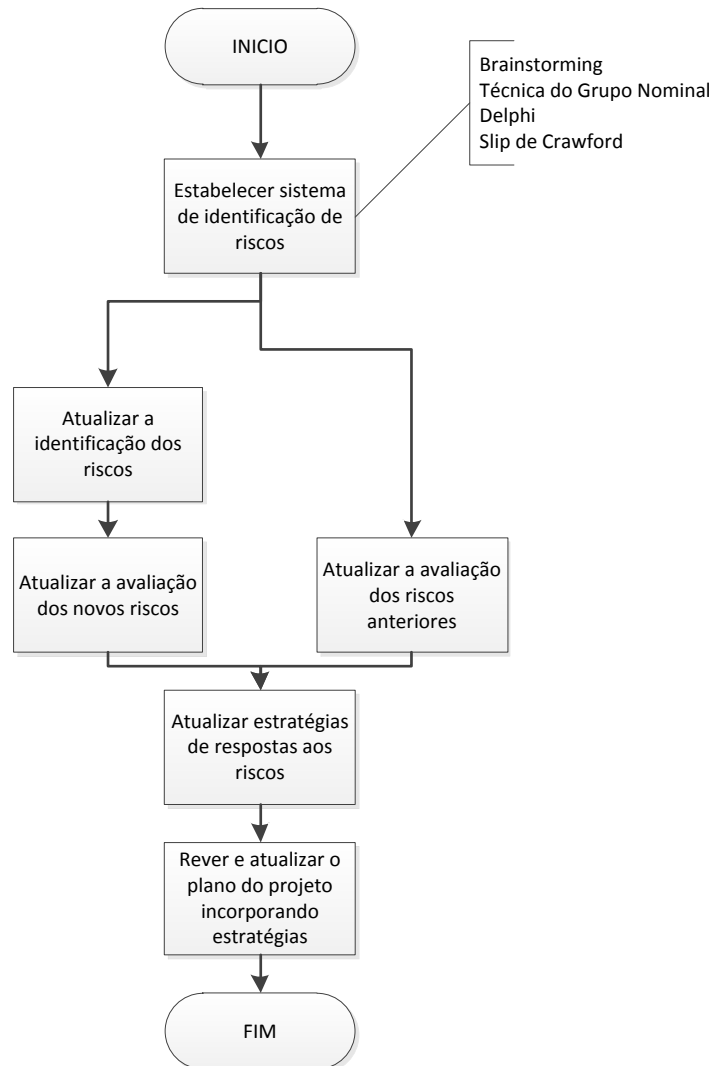 INICIO
Brainstorming
Técnica do Grupo Nominal
Delphi
Slip de Crawford
Estabelecer sistema
de identificação de
riscos
Atualizar a
identificação dos
riscos
Atualizar a avaliação
dos novos riscos
Atualizar a avaliação
dos riscos
anteriores
Atualizar estratégias
de respostas aos
riscos
Rever e atualizar o
plano do projeto
incorporando
estratégias
FIM